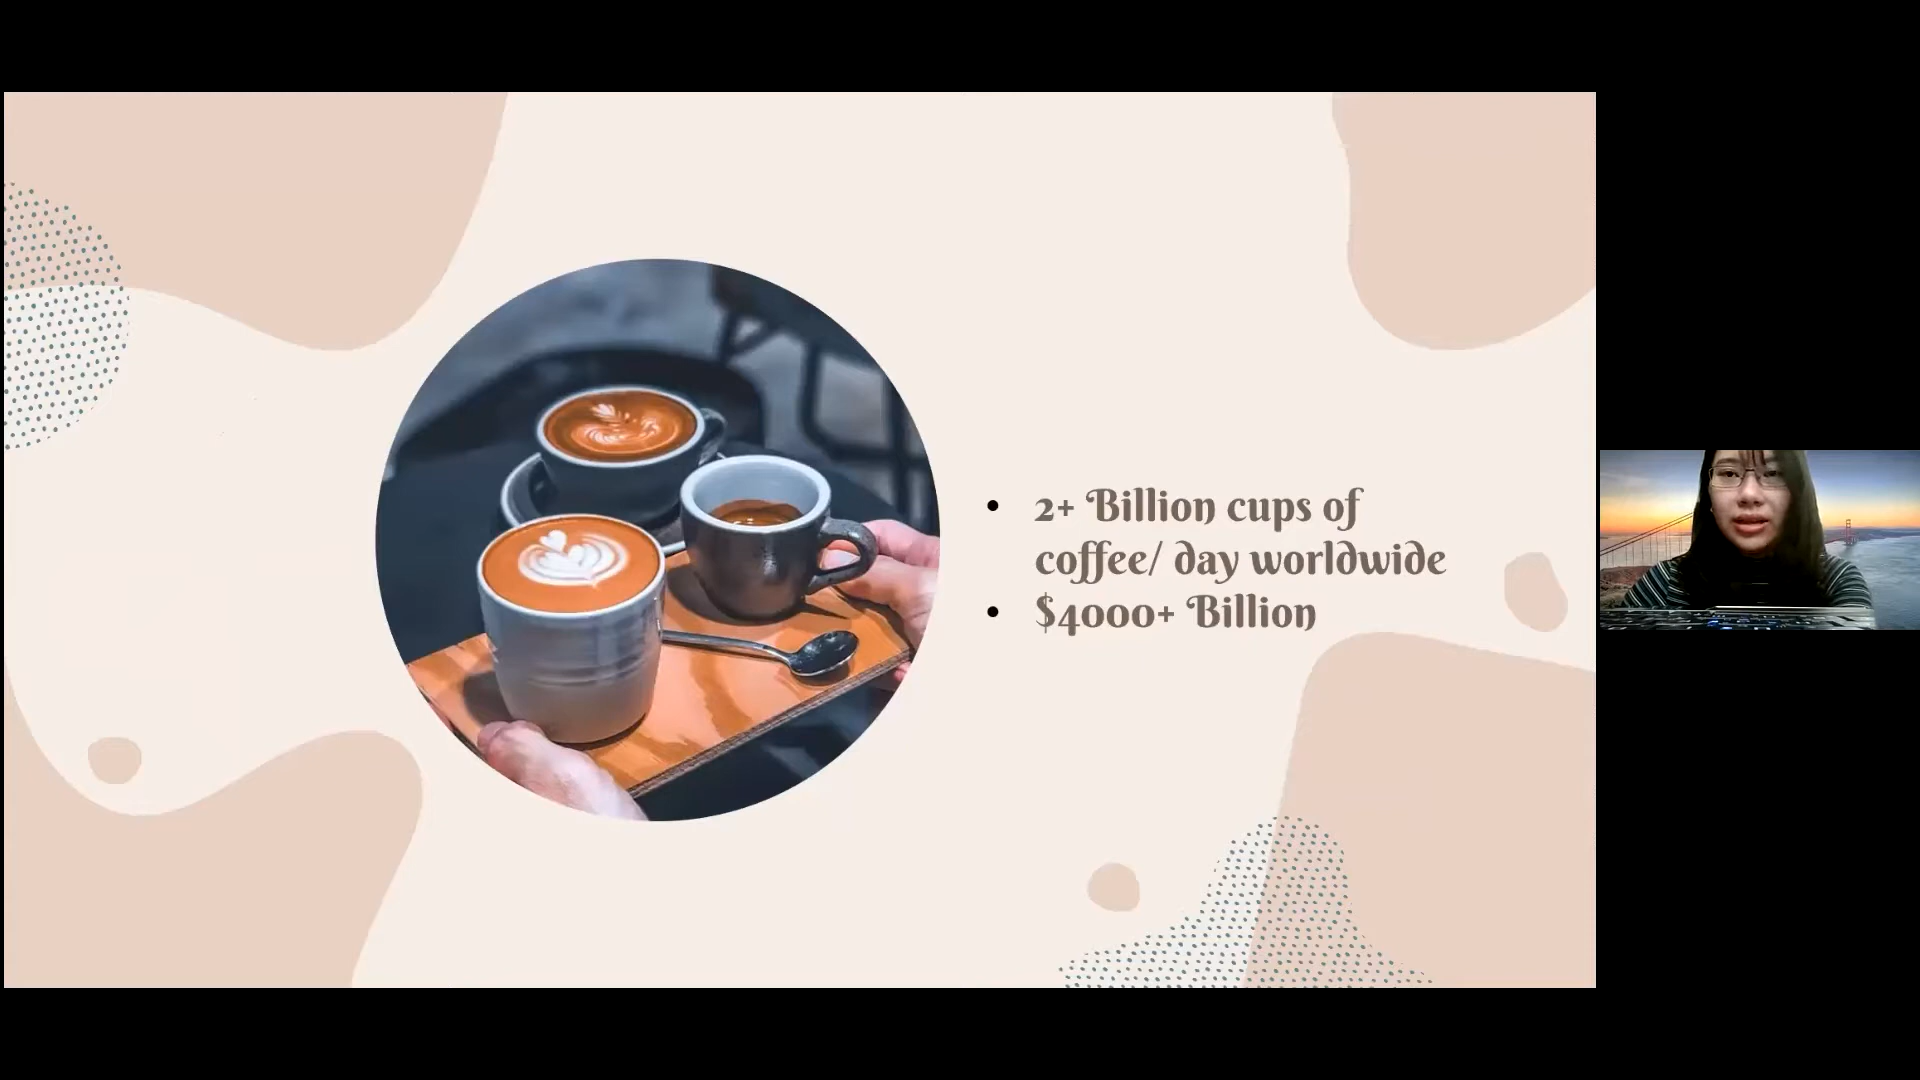 2+ Billion cups of
coffee/ day worldwide
$4000+ Billion